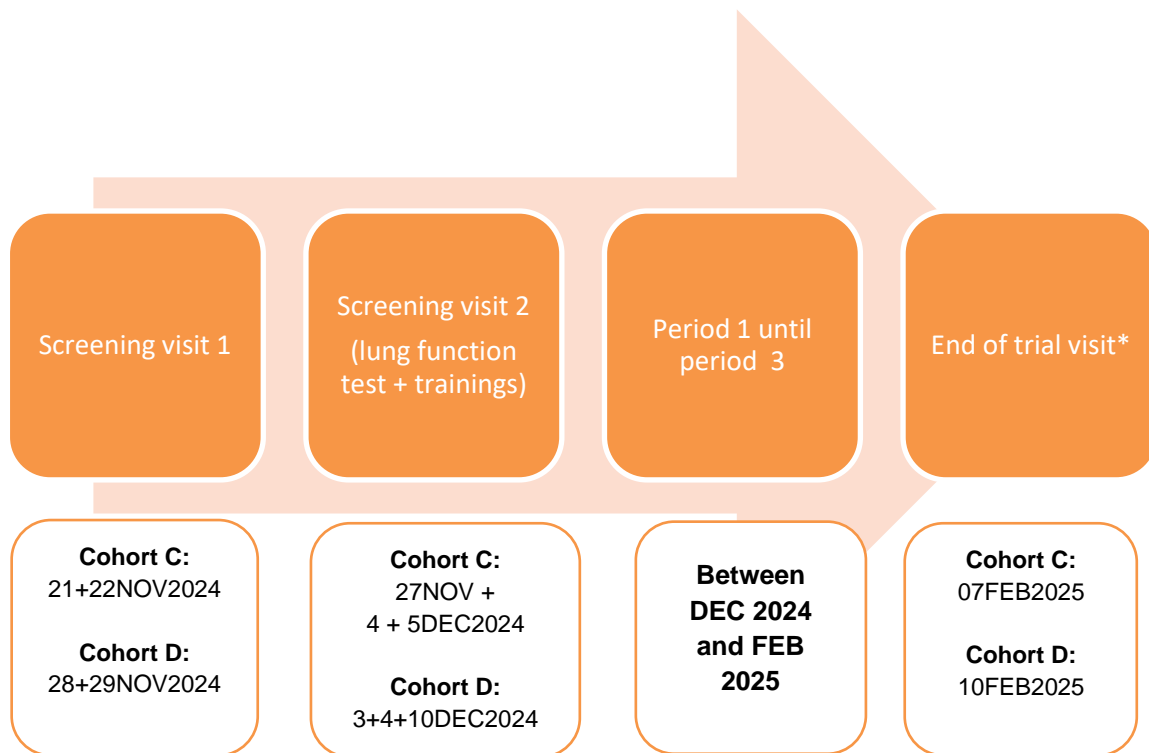 Screening visit 1
Screening visit 2
(lung function
test + trainings)
Period 1 until
period 3
End of trial visit*
Cohort C:
21+22NOV2024
Cohort D:
28+29NOV2024
Cohort C:
27NOV +
4 + 5DEC2024
Cohort D:
3+4+10DEC2024
Between
DEC 2024
and FEB
2025
Cohort C:
07FEB2025
Cohort D:
10FEB2025